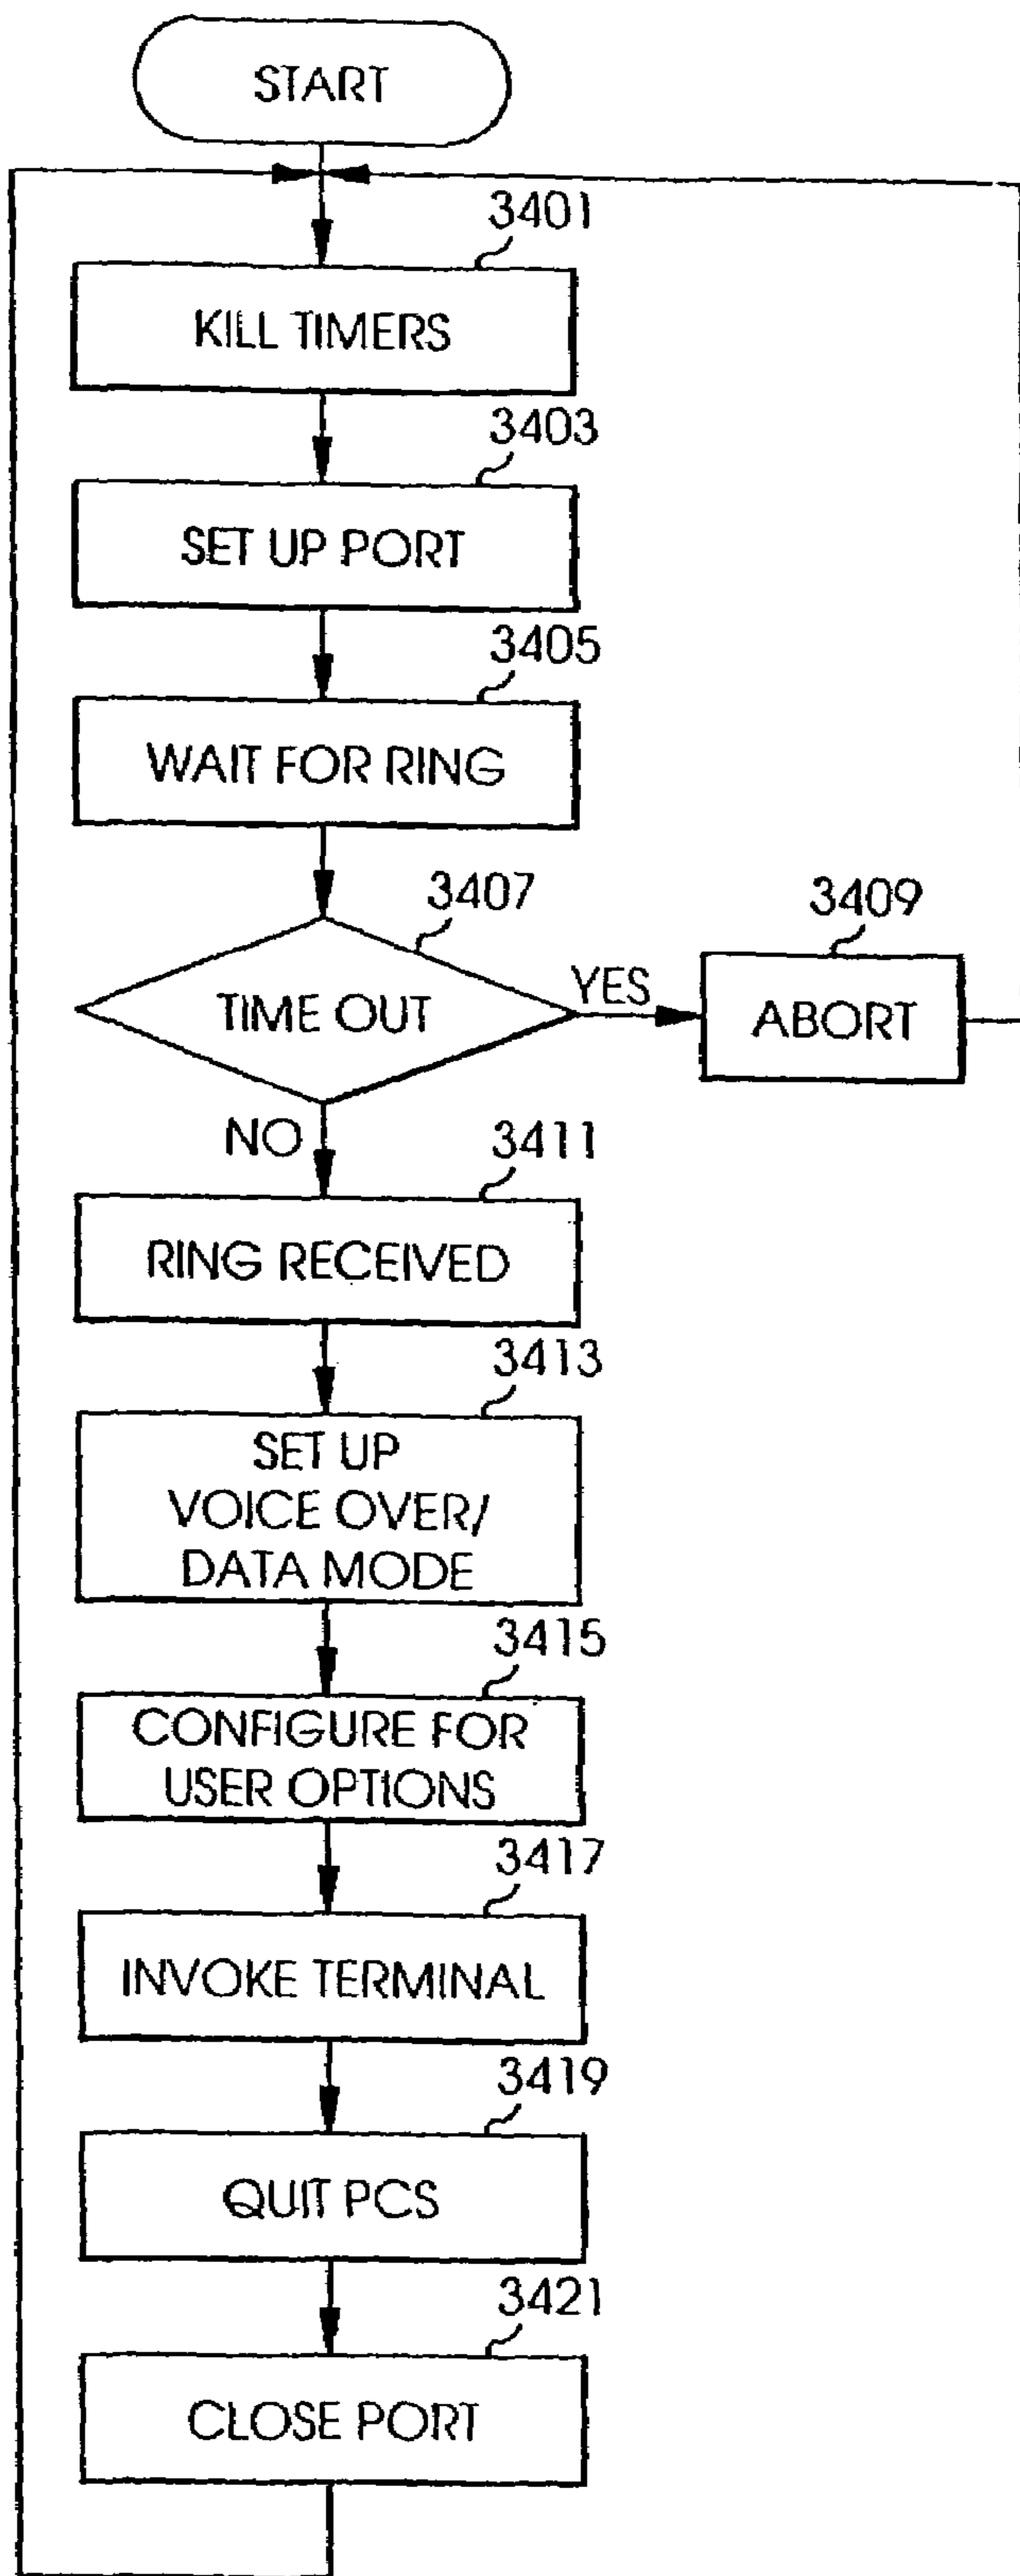 START
3401
KILL TIMERS
3403
SET UP PORT
3405
WAIT FOR RING
3407
3409
TIME OUT
YES
ABORT
NO
3411
RING RECEIVED
3413
SET UP
VOICE OVER/
DATA MODE
3415
CONFIGURE FOR
USER OPTIONS
3417
INVOKE TERMINAL
3419
QUIT PCS
3421
CLOSE PORT